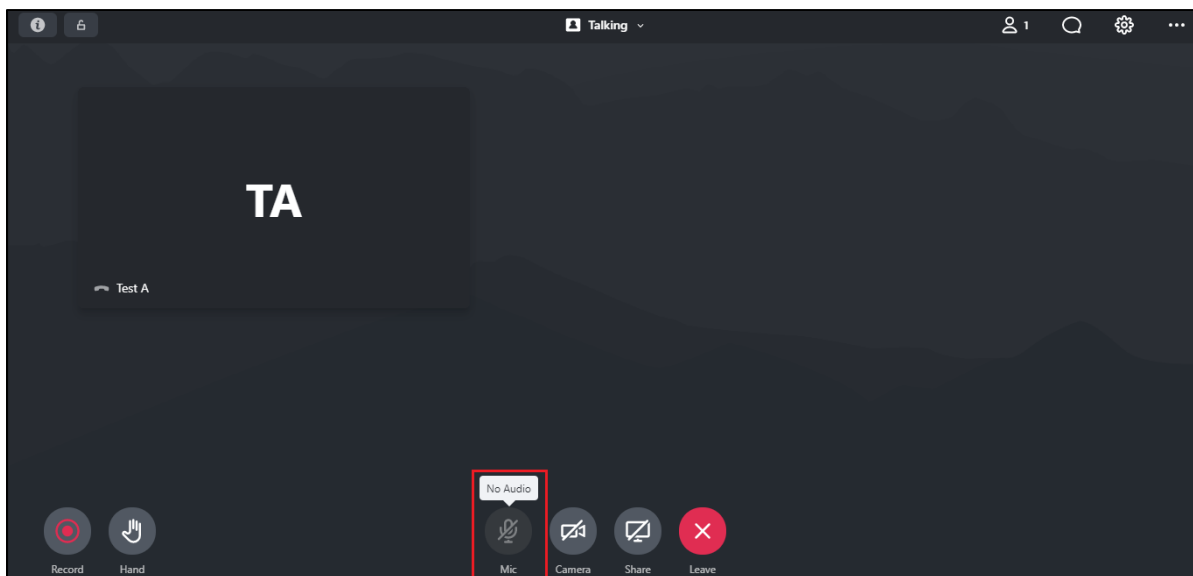 Talking
1
TA
Test A
No Audio
Record
Hand
Mic
Camera
Share
Leave